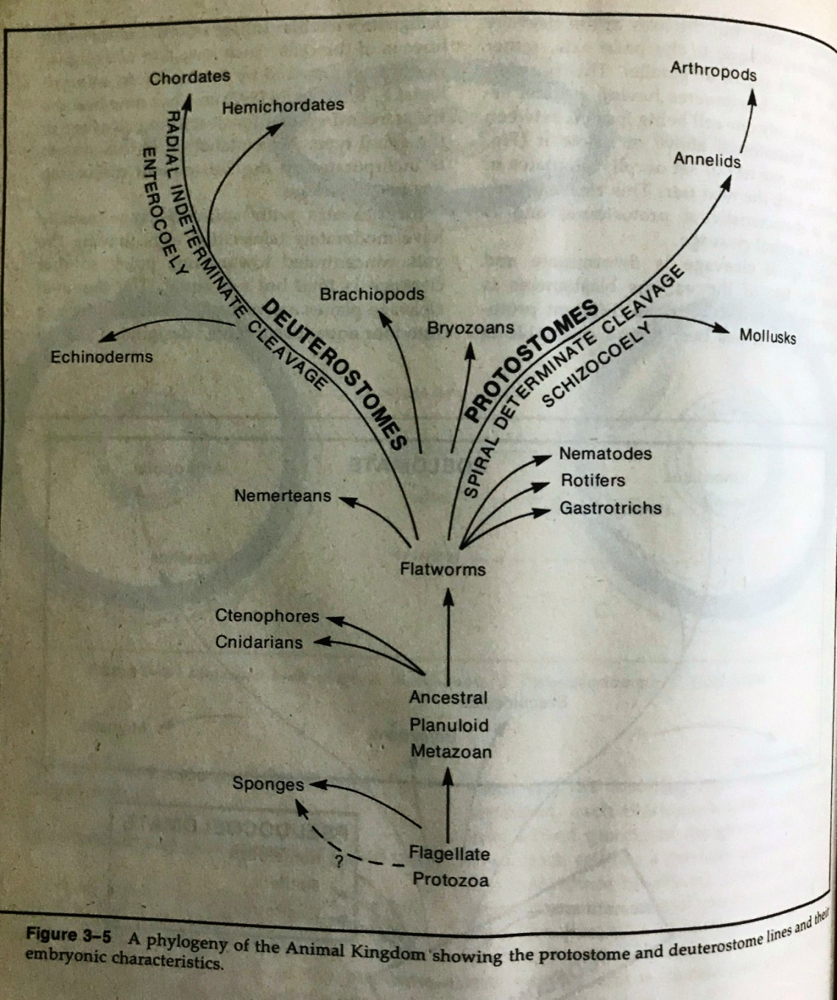 Chordates
Hemichordates
Arthropods
Annelids
RADIAL INDETERMINATE CLEAVAGE
ENTEROCOELY
Brachiopods
Bryozoans
DEUTEROSTOMES
PROTOSTOMES
SPIRAL DETERMINATE CLEAVAGE
SCHIZOCOELY
Mollusks
Echinoderms
Nematodes
Nemerteans
Rotifers
Gastrotrichs
Flatworms
Ctenophores
Cnidarians
Ancestral
Planuloid
Metazoan
Sponges
?
Flagellate
Protozoa
Figure 3–5 A phylogeny of the Animal Kingdom showing the protostome and deuterostome lines and their
embryonic characteristics.